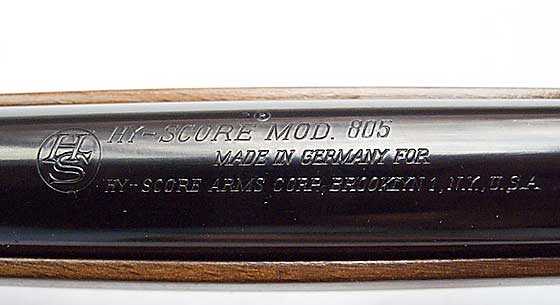 HS
HY-SCORE MOD. 805
MADE IN GERMANY FOR
HY-SCORE ARMS CORP., BROOKLYN 1, N.Y., U.S.A.